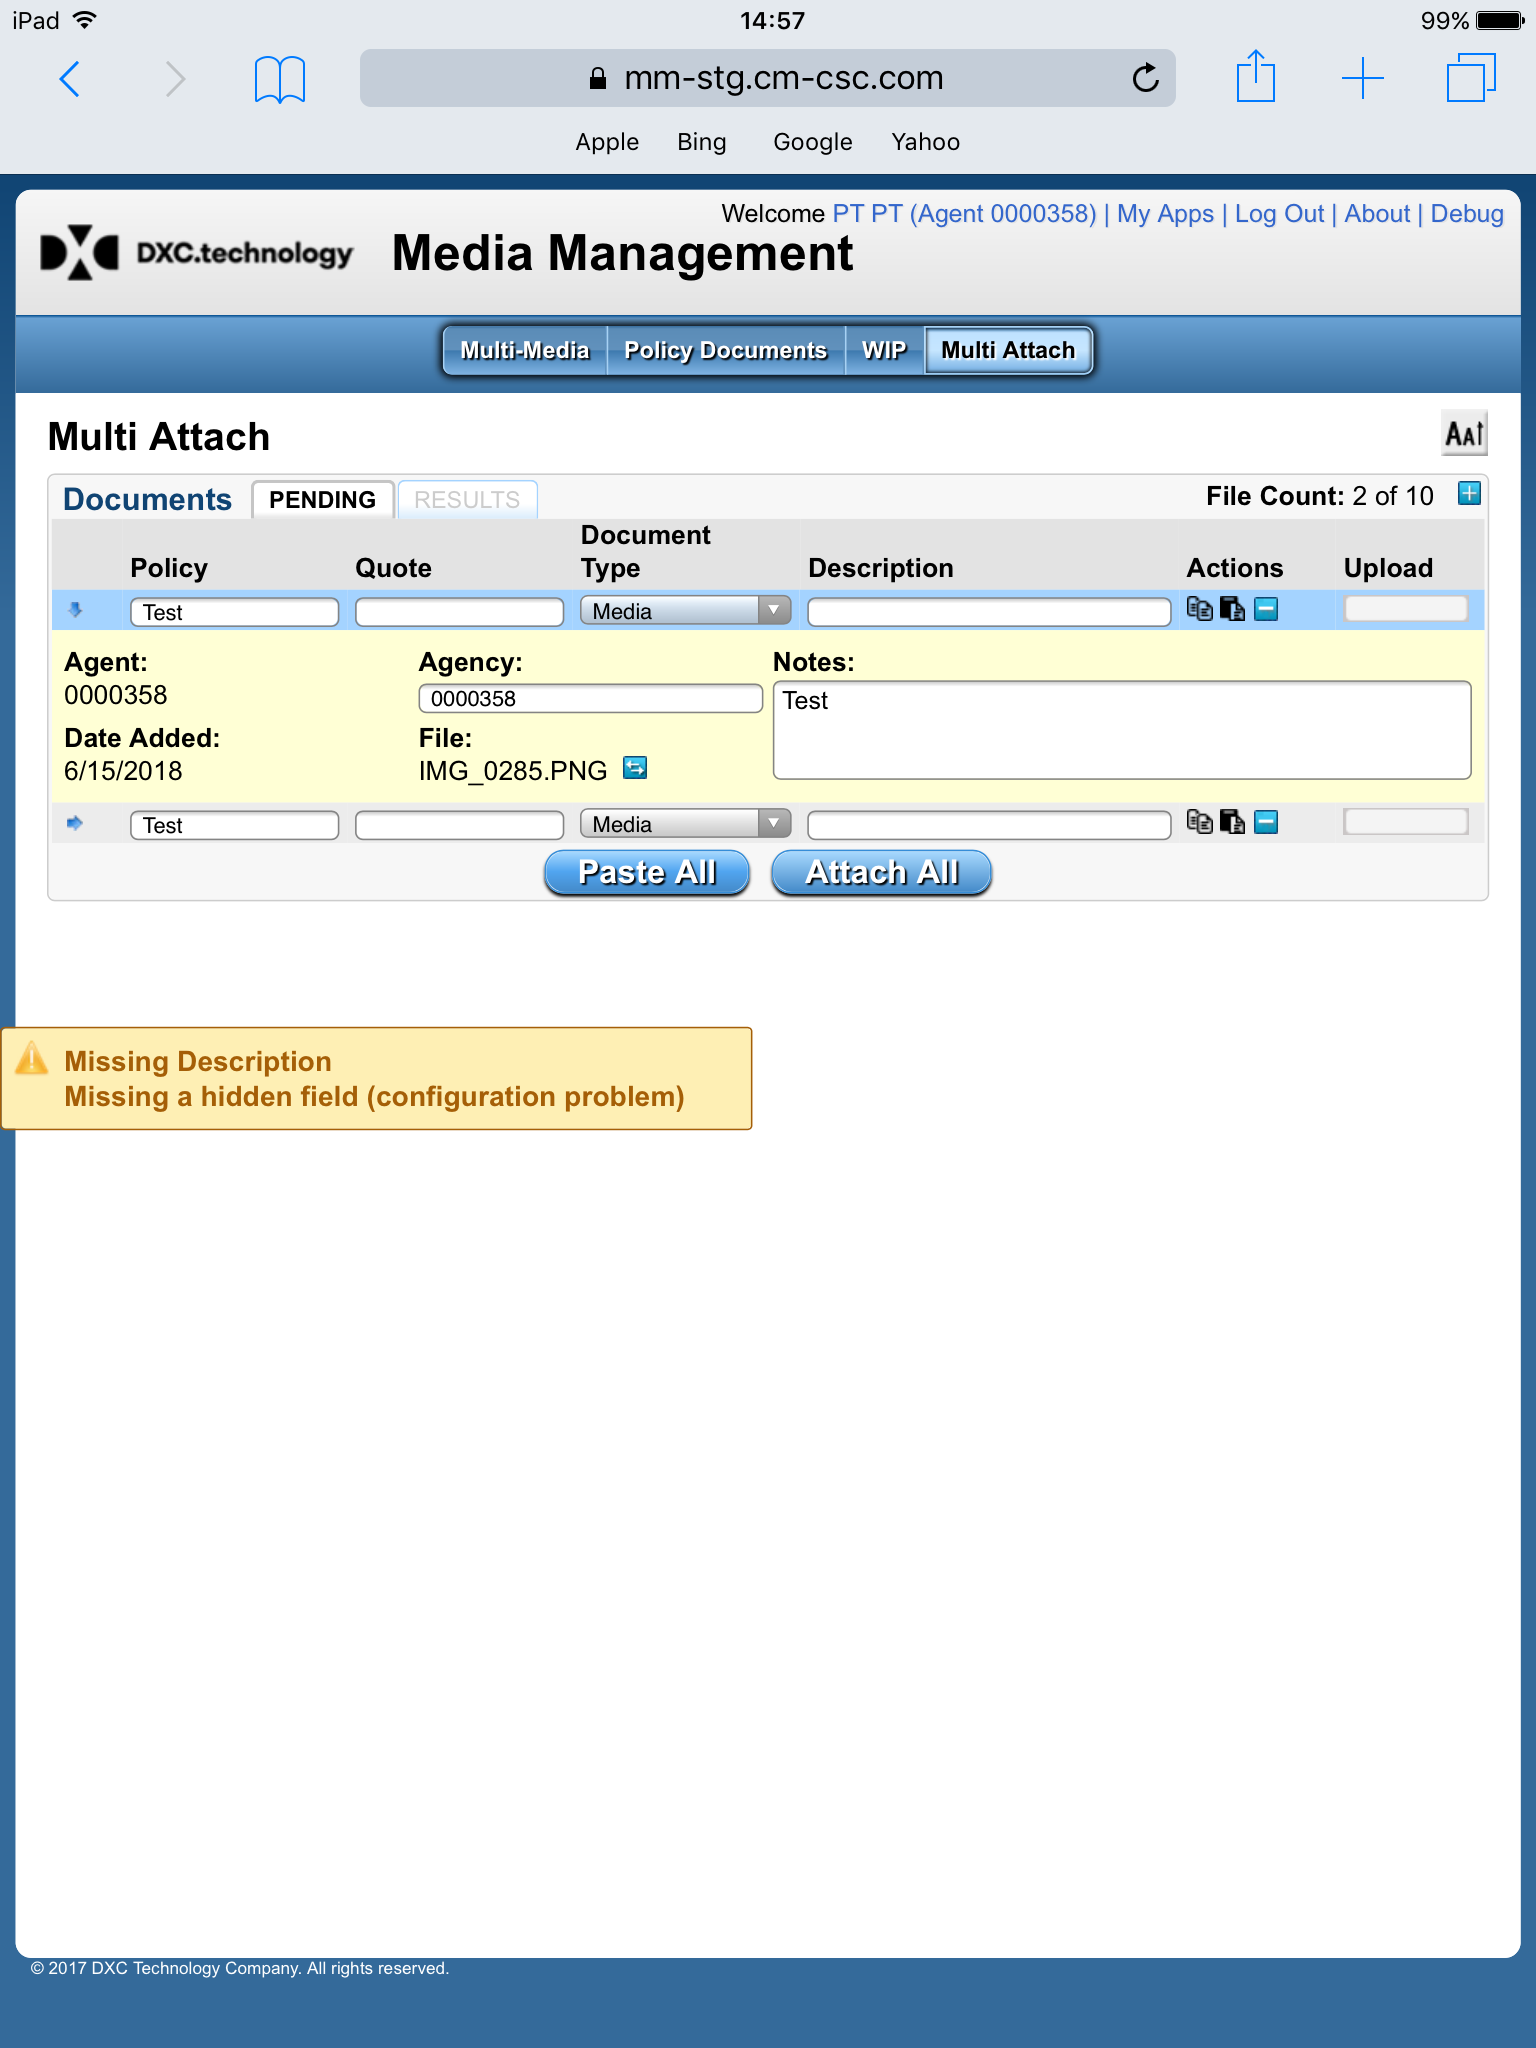 iPad 14:57 99%
mm-stg.cm-csc.com
Apple Bing Google Yahoo
Welcome PT PT (Agent 0000358) | My Apps | Log Out | About | Debug
DXC.technology Media Management
Multi-Media Policy Documents WIP Multi Attach
Multi Attach AA
Documents PENDING RESULTS File Count: 2 of 10
Policy Quote Document Type Description Actions Upload
Test Media
Agent: Agency: Notes:
0000358 0000358 Test
Date Added: File:
6/15/2018 IMG_0285.PNG
Test Media
Paste All Attach All
Missing Description
Missing a hidden field (configuration problem)
© 2017 DXC Technology Company. All rights reserved.